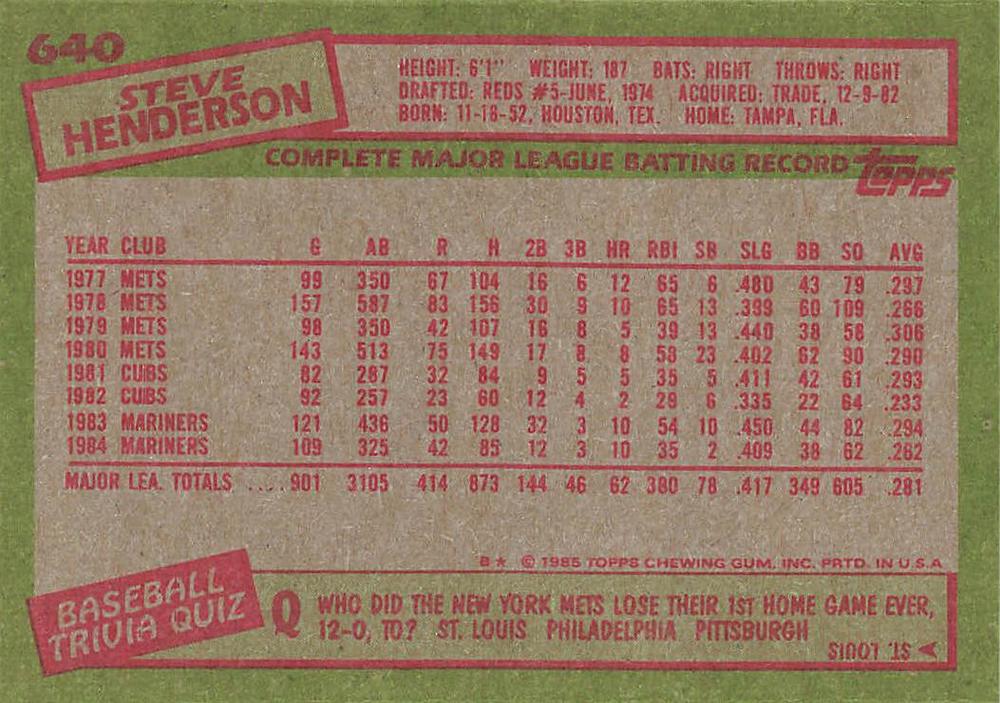 640
STEVE
HENDERSON
HEIGHT: 6'1" WEIGHT: 187 BATS: RIGHT THROWS: RIGHT
DRAFTED: REDS #5-JUNE, 1974 ACQUIRED: TRADE, 12-9-82
BORN: 11-18-52, HOUSTON, TEX. HOME: TAMPA, FLA.
COMPLETE MAJOR LEAGUE BATTING RECORD
TOPPS
YEAR CLUB G AB R H 2B 3B HR RBI SB SLG BB SO AVG
1977 METS 99 350 67 104 16 6 12 65 6 .480 43 79 .297
1978 METS 157 587 83 156 30 9 10 65 13 .399 60 109 .266
1979 METS 98 350 42 107 16 8 5 39 13 .440 38 58 .306
1980 METS 143 513 75 149 17 8 8 58 23 .402 62 90 .290
1981 CUBS 82 287 32 84 9 5 5 35 5 .411 42 61 .293
1982 CUBS 92 257 23 60 12 4 2 29 6 .335 22 64 .233
1983 MARINERS 121 436 50 128 32 3 10 54 10 .450 44 82 .294
1984 MARINERS 109 325 42 85 12 3 10 35 2 .409 38 62 .262
MAJOR LEA. TOTALS ....901 3105 414 873 144 46 62 380 78 .417 349 605 .281
B★ © 1985 TOPPS CHEWING GUM, INC. PRTD. IN U.S.A.
BASEBALL
TRIVIA QUIZ
Q WHO DID THE NEW YORK METS LOSE THEIR 1ST HOME GAME EVER,
12-0, TO? ST. LOUIS PHILADELPHIA PITTSBURGH
ST. LOUIS